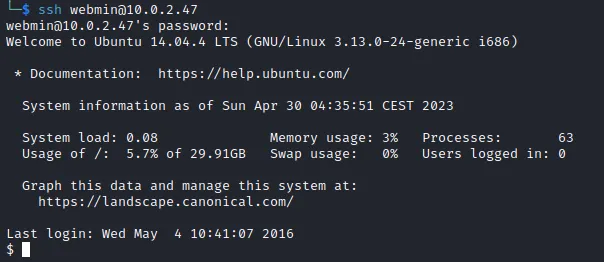 └─$ ssh webmin@10.0.2.47
webmin@10.0.2.47's password:
Welcome to Ubuntu 14.04.4 LTS (GNU/Linux 3.13.0-24-generic i686)
* Documentation:  https://help.ubuntu.com/
System information as of Sun Apr 30 04:35:51 CEST 2023
System load: 0.08              Memory usage: 3%   Processes:       63
Usage of /:  5.7% of 29.91GB   Swap usage:   0%   Users logged in: 0
Graph this data and manage this system at:
https://landscape.canonical.com/
Last login: Wed May  4 10:41:07 2016
$